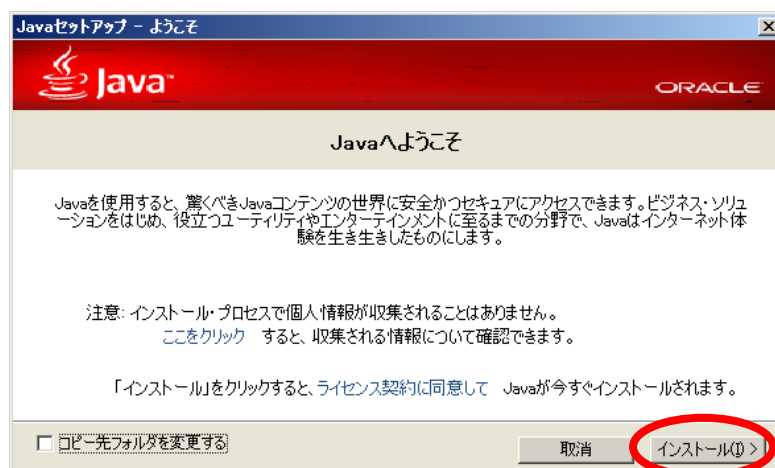 Javaセットアップ - ようこそ
Java™
ORACLE
Javaへようこそ
Javaを使用すると、驚くべきJavaコンテンツの世界に安全かつセキュアにアクセスできます。ビジネス・ソリュ
ーションをはじめ、役立つユーティリティやエンターテインメントに至るまでの分野で、Javaはインターネット体
験を生き生きしたものにします。
注意: インストール・プロセスで個人情報が収集されることはありません。
ここをクリック すると、収集される情報について確認できます。
「インストール」をクリックすると、ライセンス契約に同意して Javaが今すぐインストールされます。
コピー先フォルダを変更する
取消
インストール(I) >